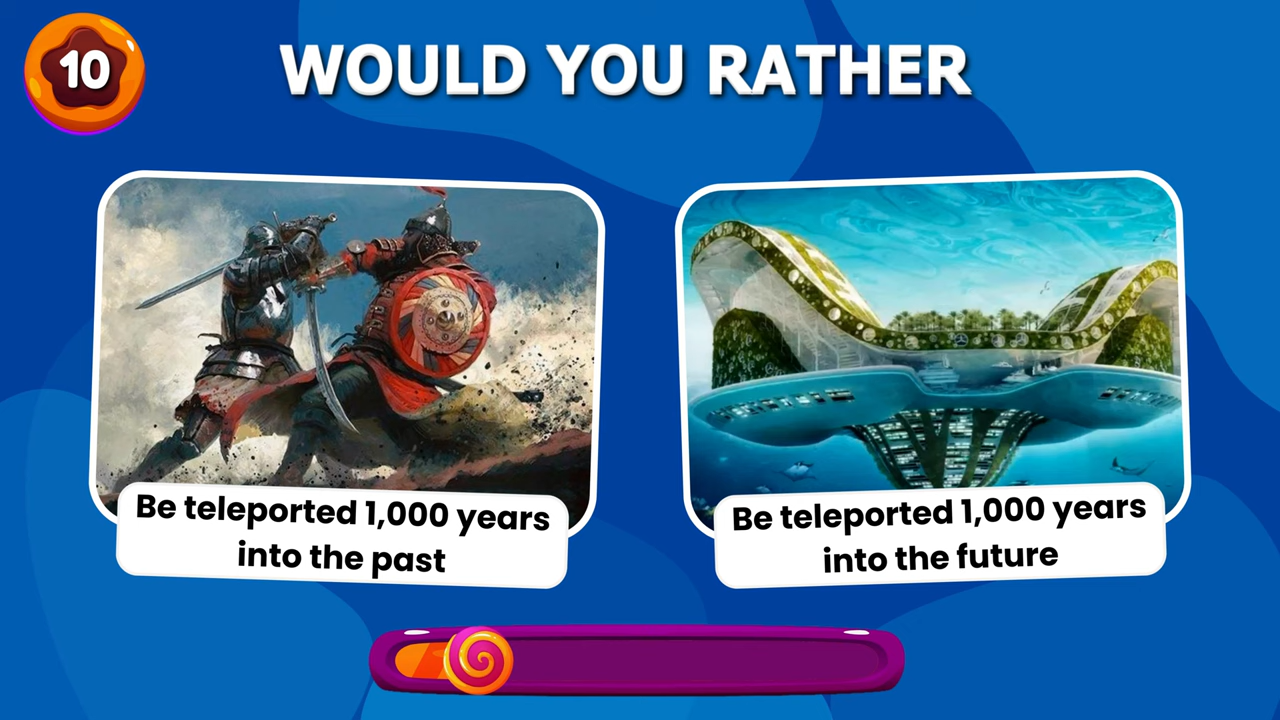 10
WOULD YOU RATHER
Be teleported 1,000 years
into the past
Be teleported 1,000 years
into the future